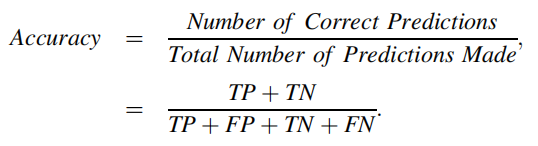 Accuracy = Number of Correct Predictions / Total Number of Predictions Made,
= TP + TN / TP + FP + TN + FN.